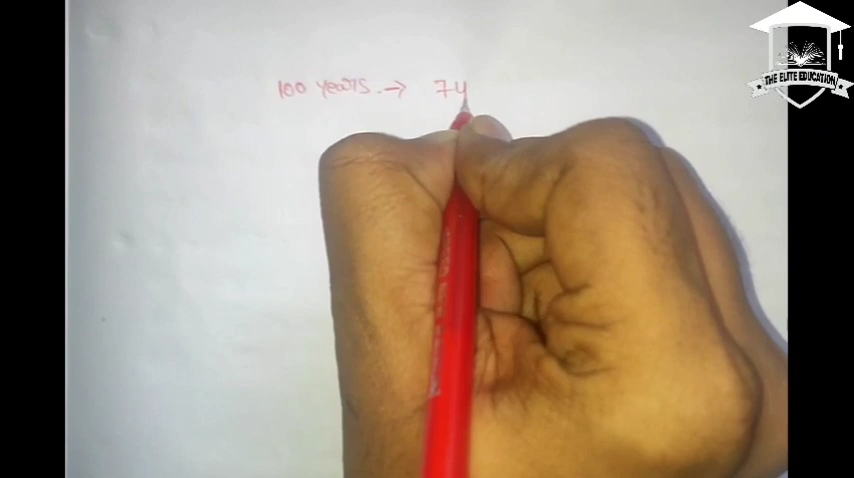 100 years. → 74
THE ELITE EDUCATION